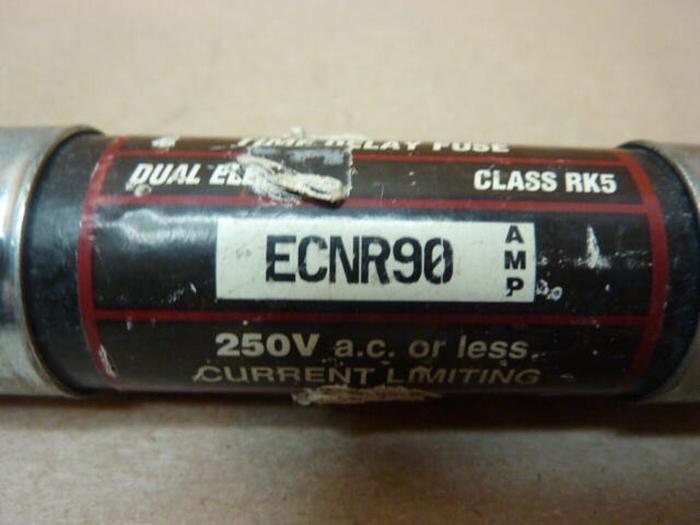 TIME DELAY FUSE
DUAL ELE
CLASS RK5
ECNR90 AMP
250V a.c. or less
CURRENT LIMITING